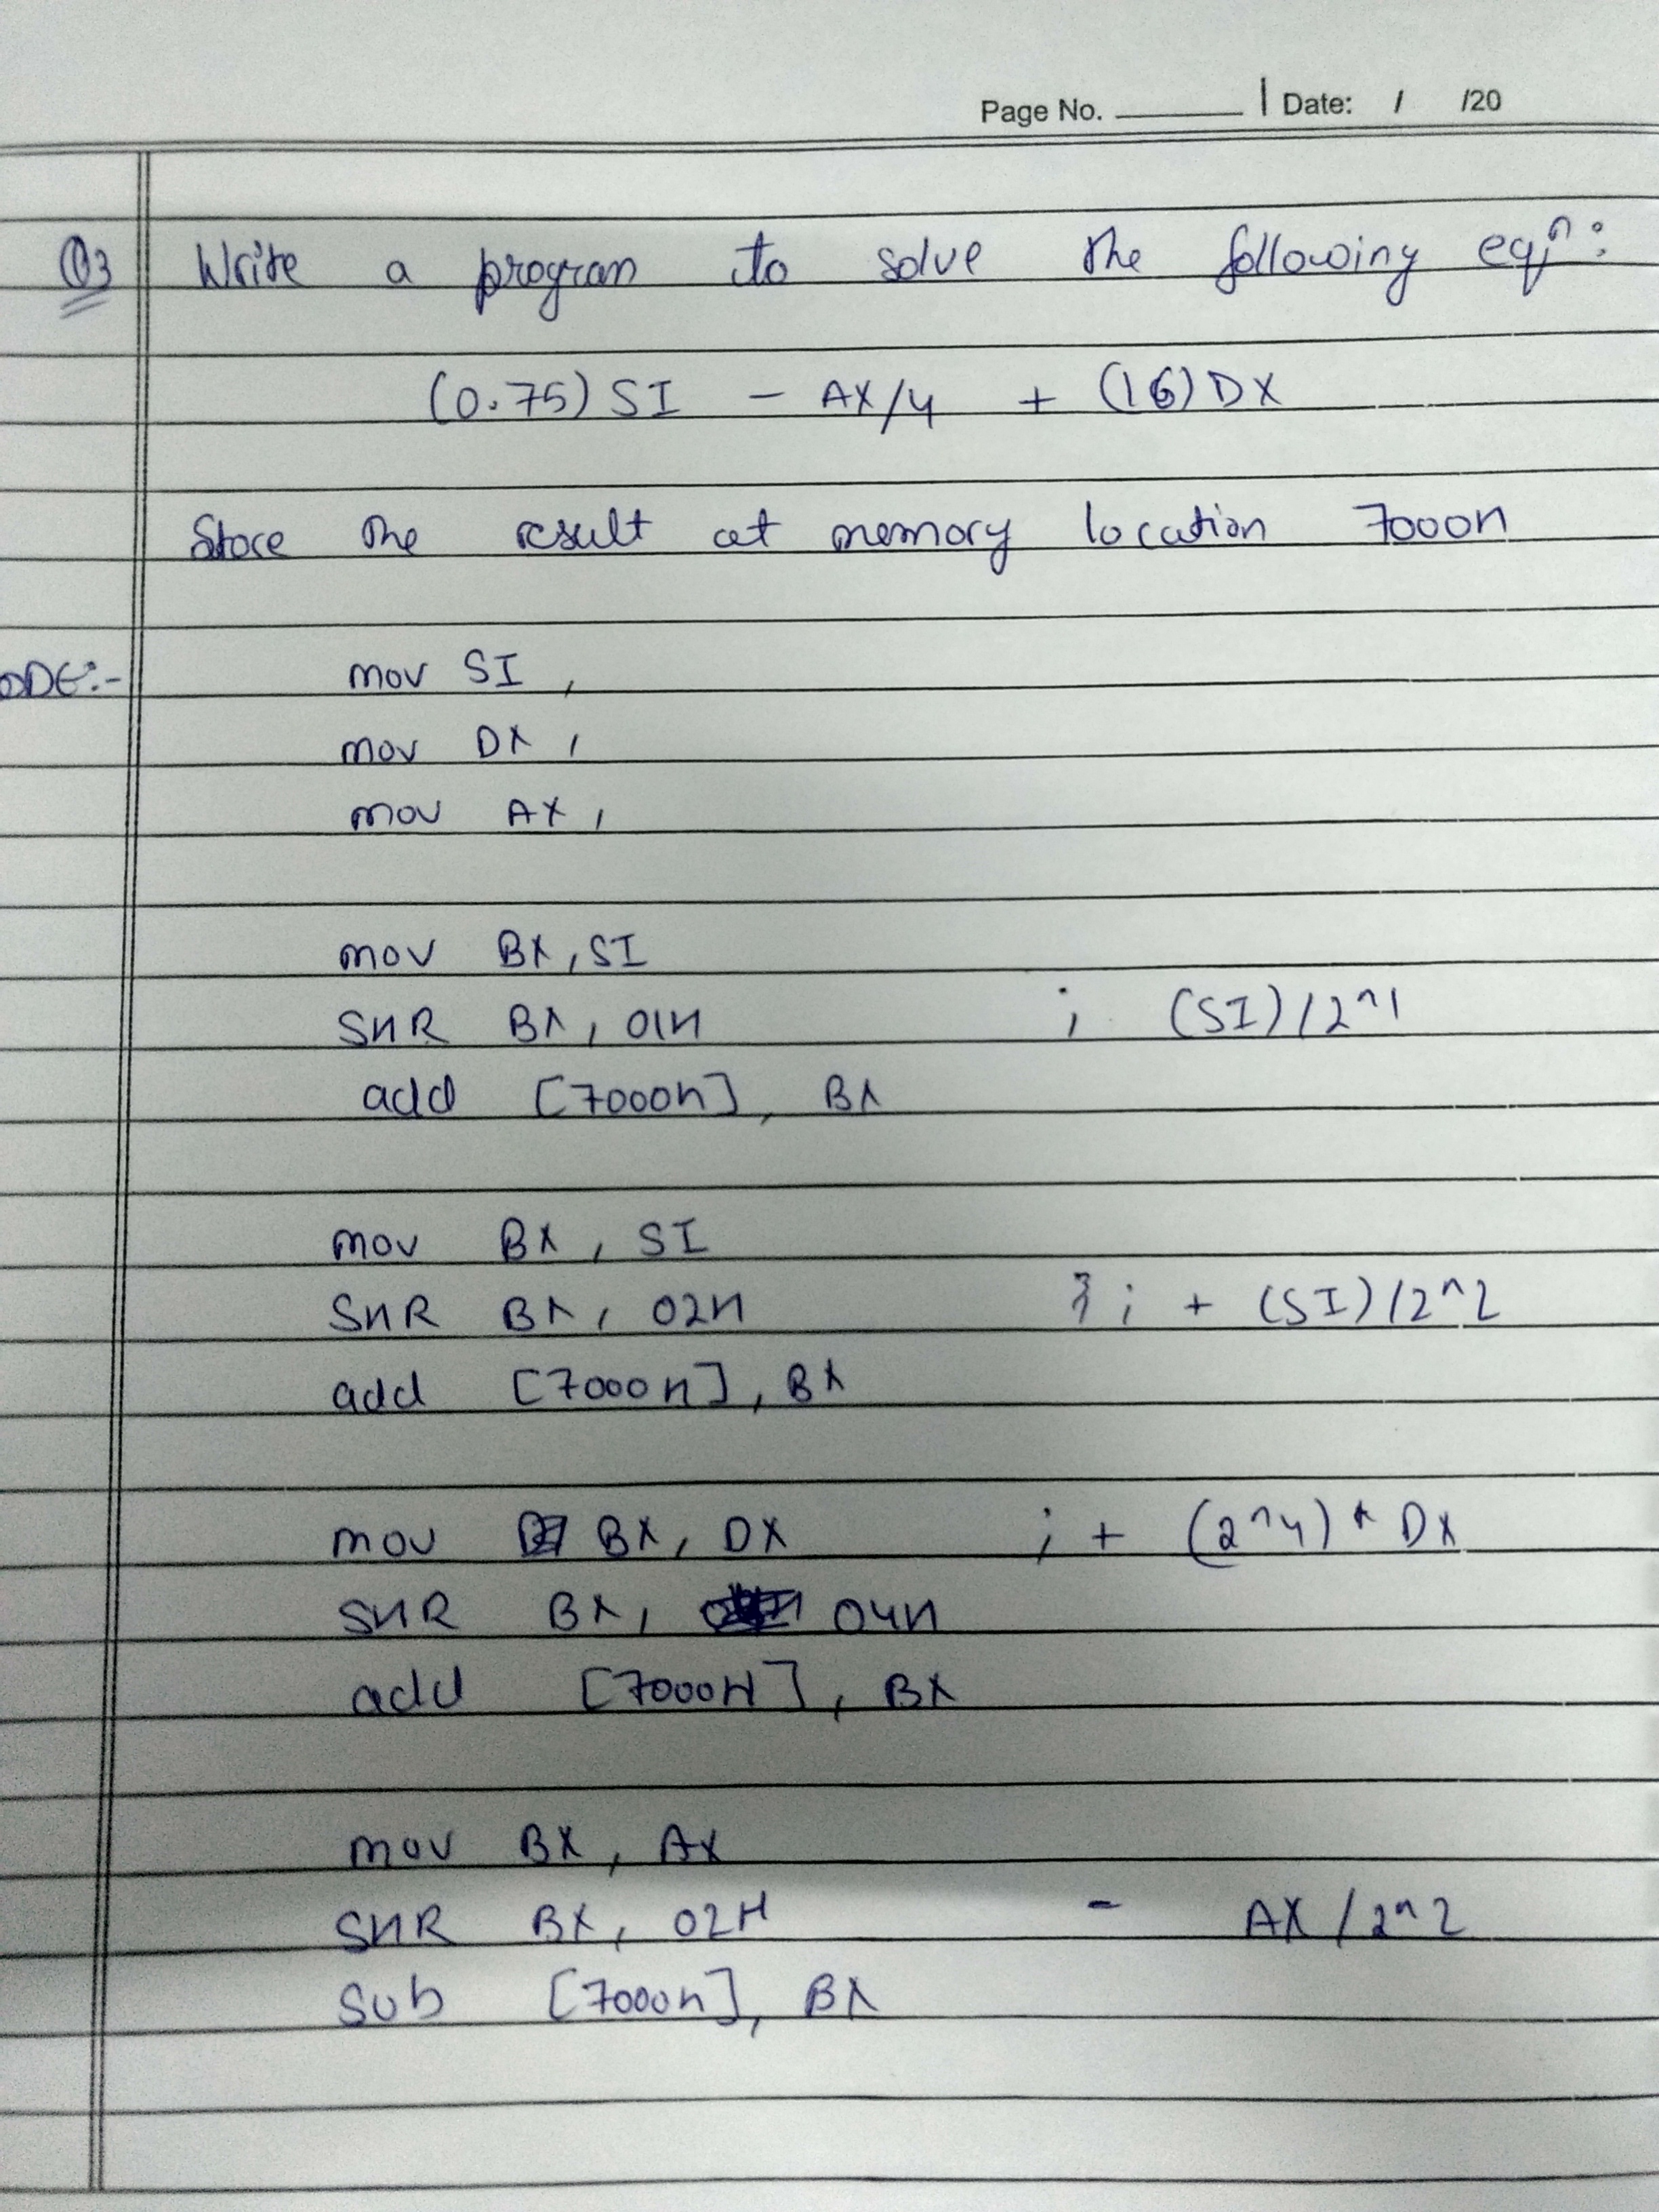 Page No. ______ | Date: / /20
Q3 Write a program to solve the following eqn:
(0.75) SI - AX/4 + (16) DX
Store the result at memory location 7000H
ODE:- mov SI ,
mov DX ,
mov AX ,
mov BX , SI
SHR BX , 01H ; (SI)/2^1
add [7000H] , BX
mov BX , SI
SHR BX , 02H ; + (SI)/2^2
add [7000H] , BX
mov BX , DX ; + (2^4) * DX
SHR BX , 04H
add [7000H] , BX
mov BX , AX
SHR BX , 02H - AX / 2^2
Sub [7000H] , BX